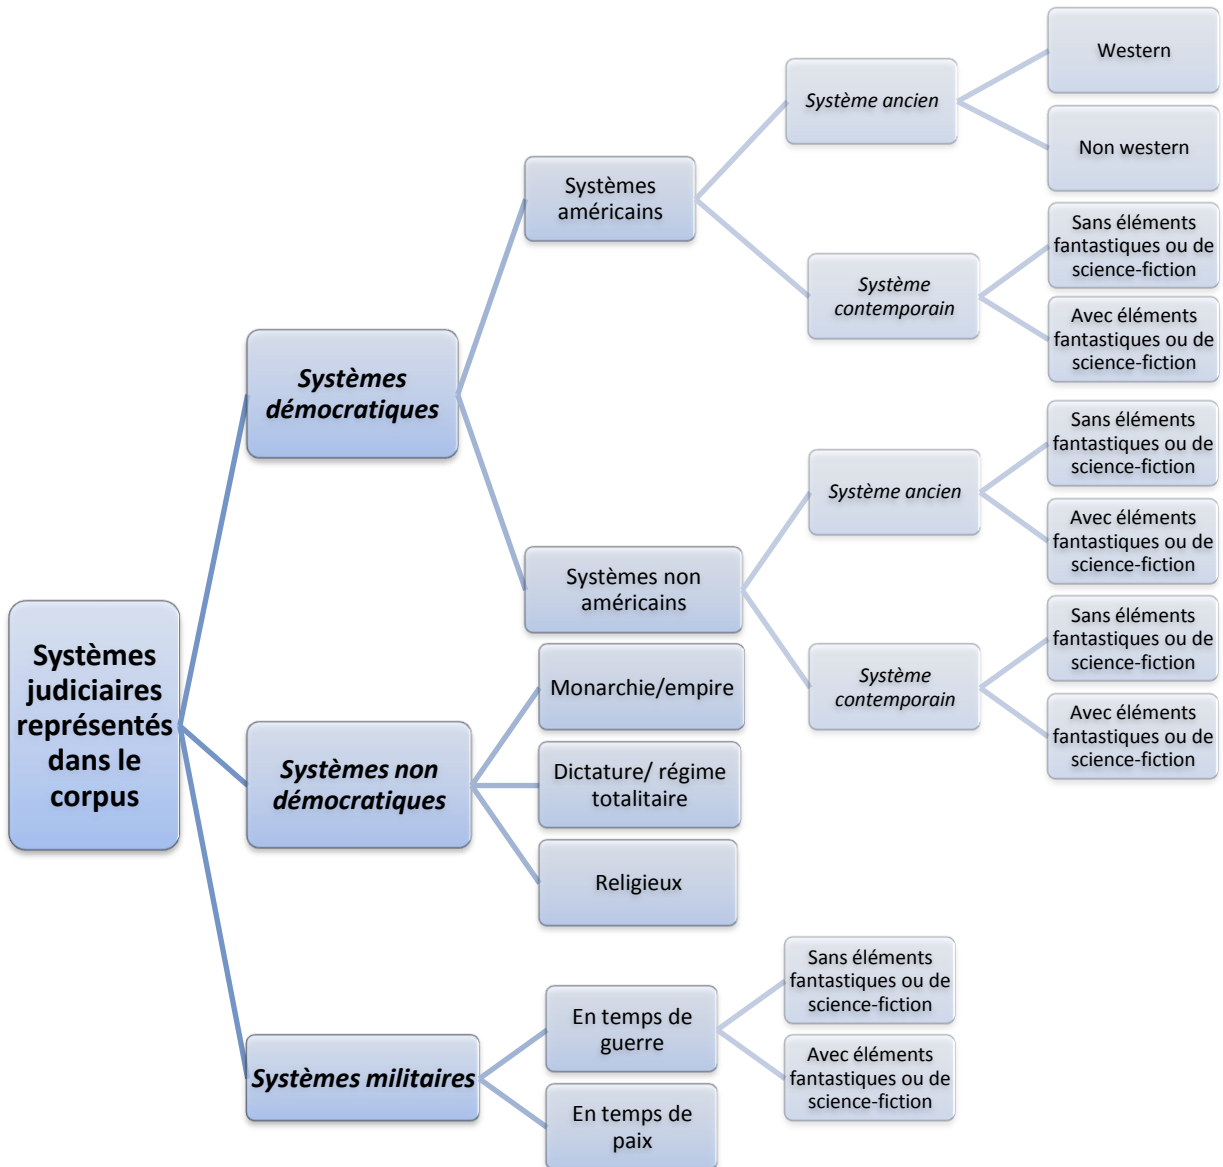 Systèmes
judiciaires
représentés
dans le
corpus
Systèmes
démocratiques
Systèmes
américains
Système ancien
Western
Non western
Système
contemporain
Sans éléments
fantastiques ou de
science-fiction
Avec éléments
fantastiques ou de
science-fiction
Systèmes non
américains
Système ancien
Sans éléments
fantastiques ou de
science-fiction
Avec éléments
fantastiques ou de
science-fiction
Système
contemporain
Sans éléments
fantastiques ou de
science-fiction
Avec éléments
fantastiques ou de
science-fiction
Systèmes non
démocratiques
Monarchie/empire
Dictature/ régime
totalitaire
Religieux
Systèmes militaires
En temps de
guerre
Sans éléments
fantastiques ou de
science-fiction
Avec éléments
fantastiques ou de
science-fiction
En temps de
paix